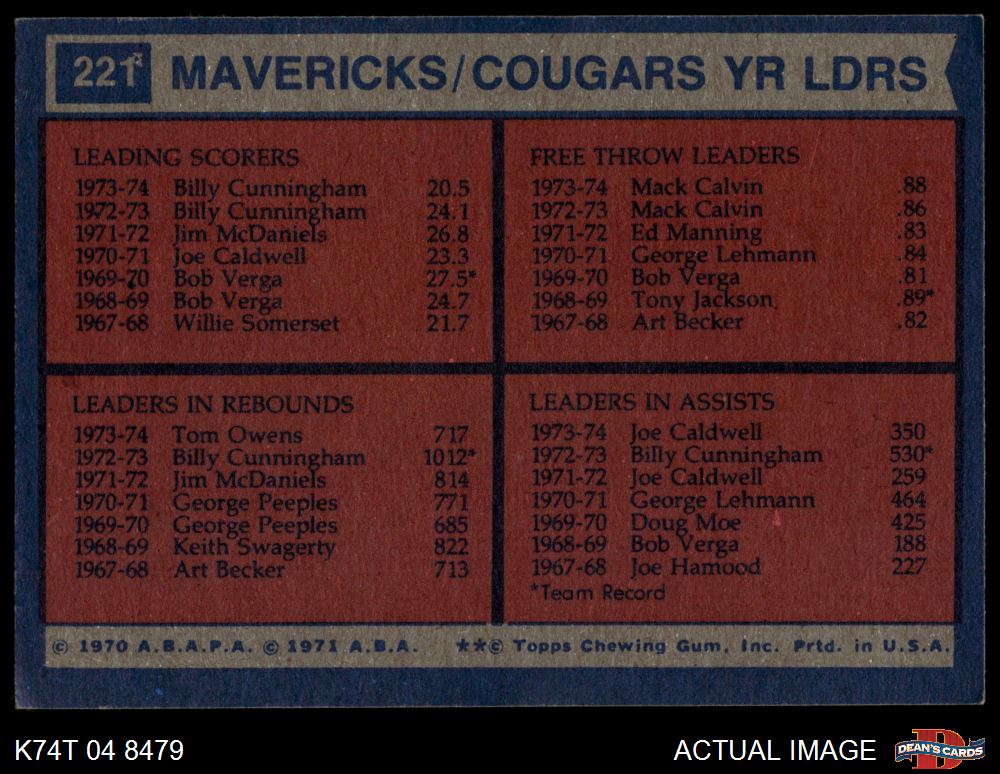 221
MAVERICKS/COUGARS YR LDRS
LEADING SCORERS
1973-74 Billy Cunningham 20.5
1972-73 Billy Cunningham 24.1
1971-72 Jim McDaniels 26.8
1970-71 Joe Caldwell 23.3
1969-70 Bob Verga 27.5*
1968-69 Bob Verga 24.7
1967-68 Willie Somerset 21.7
FREE THROW LEADERS
1973-74 Mack Calvin .88
1972-73 Mack Calvin .86
1971-72 Ed Manning .83
1970-71 George Lehmann .84
1969-70 Bob Verga .81
1968-69 Tony Jackson .89*
1967-68 Art Becker .82
LEADERS IN REBOUNDS
1973-74 Tom Owens 717
1972-73 Billy Cunningham 1012*
1971-72 Jim McDaniels 814
1970-71 George Peeples 771
1969-70 George Peeples 685
1968-69 Keith Swagerty 822
1967-68 Art Becker 713
LEADERS IN ASSISTS
1973-74 Joe Caldwell 350
1972-73 Billy Cunningham 530*
1971-72 Joe Caldwell 259
1970-71 George Lehmann 464
1969-70 Doug Moe 425
1968-69 Bob Verga 188
1967-68 Joe Hamood 227
*Team Record
© 1970 A.B.A.P.A. © 1971 A.B.A. **© Topps Chewing Gum, Inc. Prtd. in U.S.A.
K74T 04 8479
ACTUAL IMAGE
DEAN'S CARDS